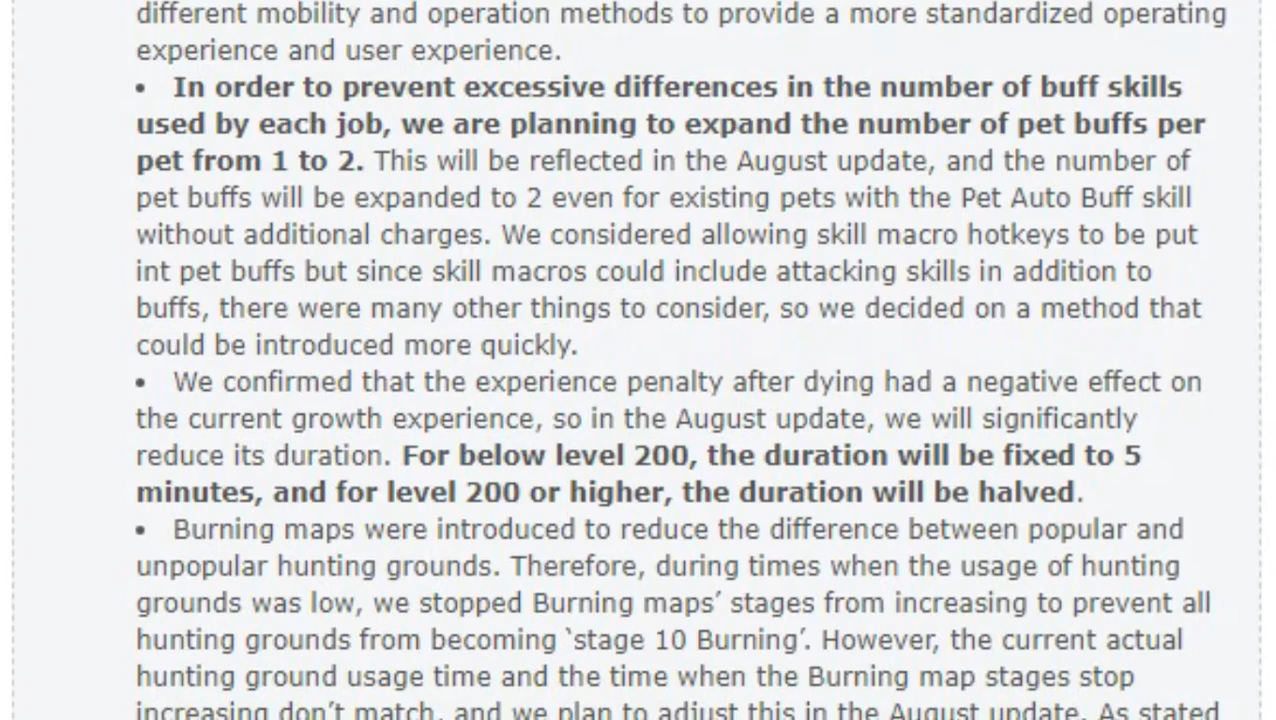 different mobility and operation methods to provide a more standardized operating
experience and user experience.
• In order to prevent excessive differences in the number of buff skills
used by each job, we are planning to expand the number of pet buffs per
pet from 1 to 2. This will be reflected in the August update, and the number of
pet buffs will be expanded to 2 even for existing pets with the Pet Auto Buff skill
without additional charges. We considered allowing skill macro hotkeys to be put
int pet buffs but since skill macros could include attacking skills in addition to
buffs, there were many other things to consider, so we decided on a method that
could be introduced more quickly.
• We confirmed that the experience penalty after dying had a negative effect on
the current growth experience, so in the August update, we will significantly
reduce its duration. For below level 200, the duration will be fixed to 5
minutes, and for level 200 or higher, the duration will be halved.
• Burning maps were introduced to reduce the difference between popular and
unpopular hunting grounds. Therefore, during times when the usage of hunting
grounds was low, we stopped Burning maps’ stages from increasing to prevent all
hunting grounds from becoming `stage 10 Burning’. However, the current actual
hunting ground usage time and the time when the Burning map stages stop
increasing don’t match, and we plan to adjust this in the August update. As stated